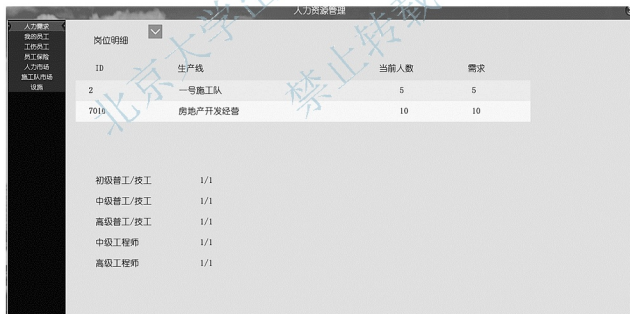 人力资源管理
人力需求
我的员工
工伤员工
员工保险
人力市场
施工队市场
设施
岗位明细
ID 生产线 当前人数 需求
2 一号施工队 5 5
7016 房地产开发经营 10 10
初级普工/技工 1/1
中级普工/技工 1/1
高级普工/技工 1/1
中级工程师 1/1
高级工程师 1/1
北京大学企
禁止转载